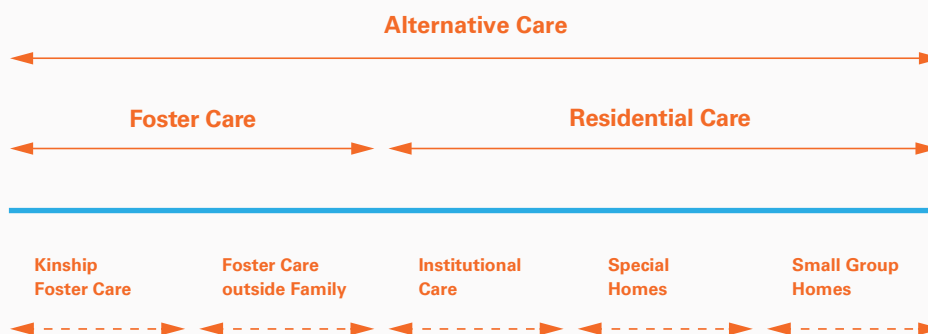 Alternative Care
Foster Care
Residential Care
Kinship
Foster Care
Foster Care
outside Family
Institutional
Care
Special
Homes
Small Group
Homes